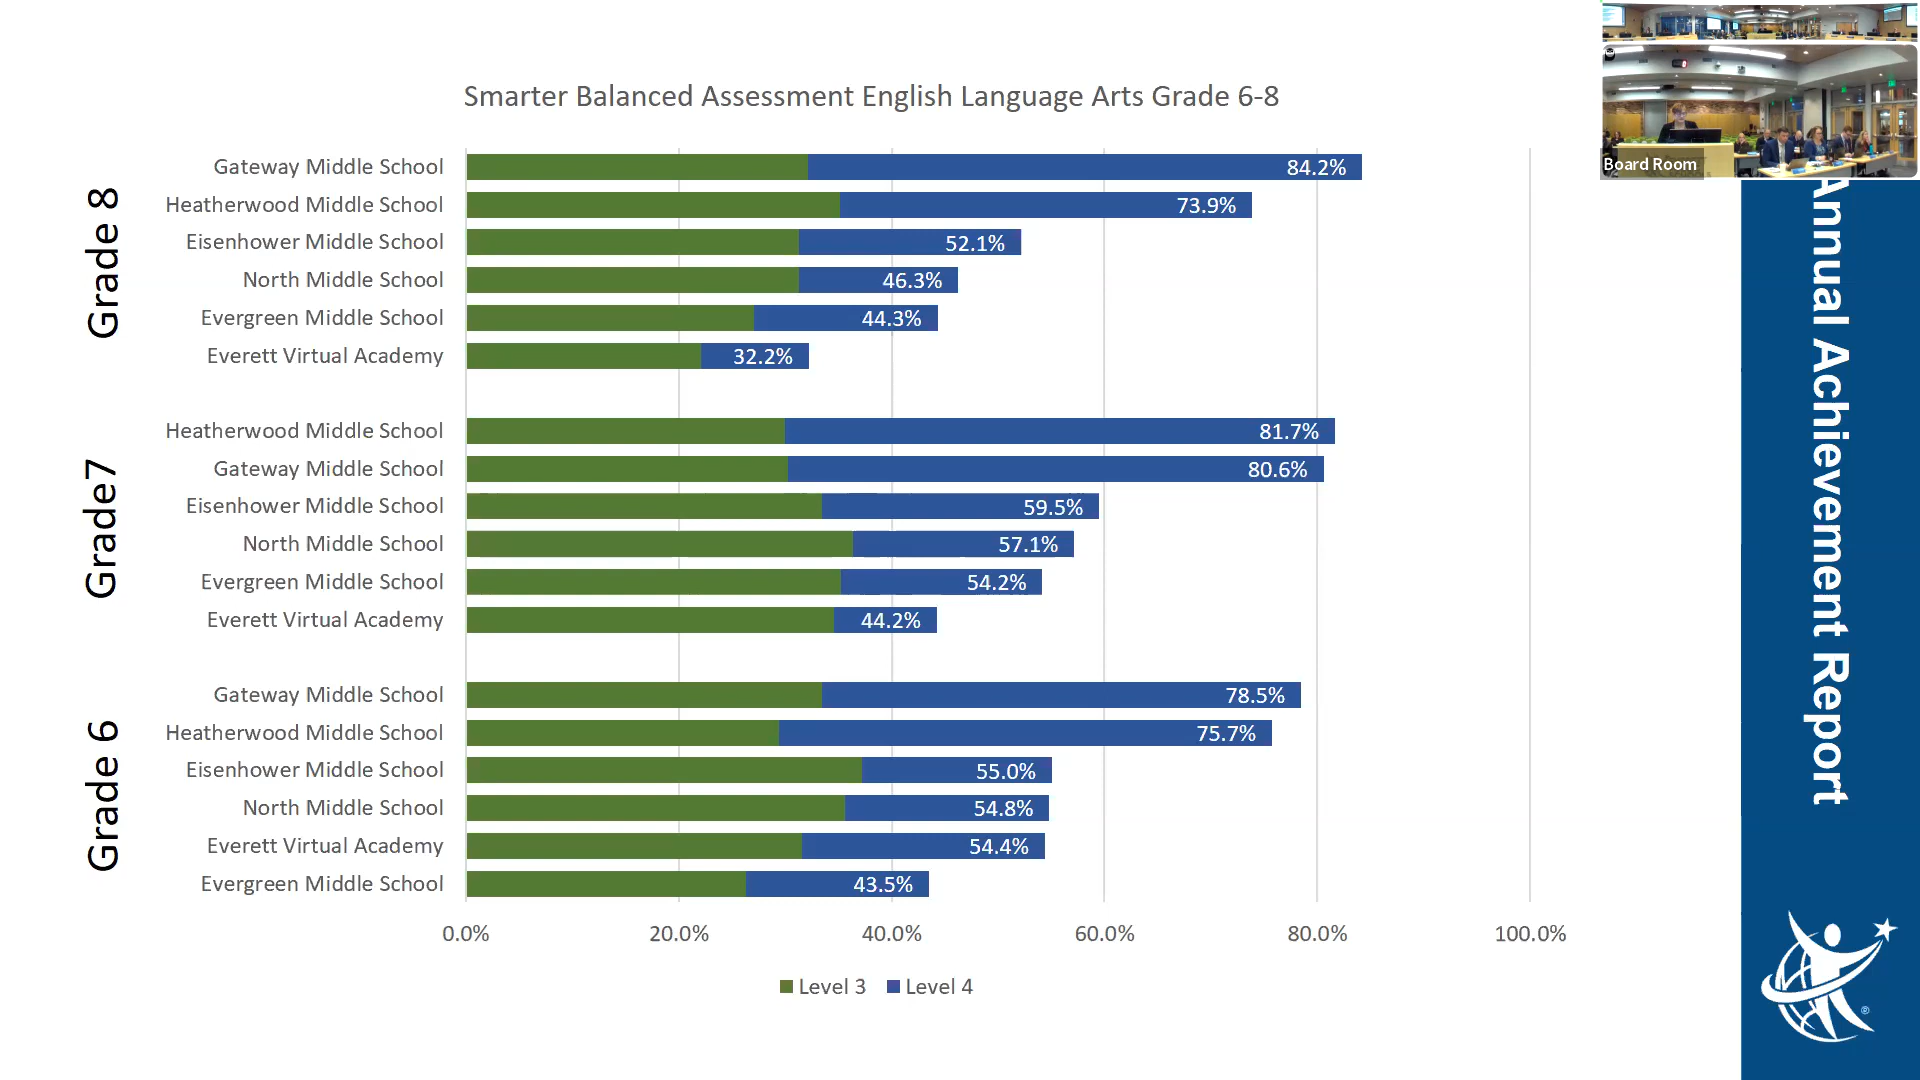 Smarter Balanced Assessment English Language Arts Grade 6-8
Grade 8
Gateway Middle School 84.2%
Heatherwood Middle School 73.9%
Eisenhower Middle School 52.1%
North Middle School 46.3%
Evergreen Middle School 44.3%
Everett Virtual Academy 32.2%
Grade7
Heatherwood Middle School 81.7%
Gateway Middle School 80.6%
Eisenhower Middle School 59.5%
North Middle School 57.1%
Evergreen Middle School 54.2%
Everett Virtual Academy 44.2%
Grade 6
Gateway Middle School 78.5%
Heatherwood Middle School 75.7%
Eisenhower Middle School 55.0%
North Middle School 54.8%
Everett Virtual Academy 54.4%
Evergreen Middle School 43.5%
0.0% 20.0% 40.0% 60.0% 80.0% 100.0%
Level 3 Level 4
Board Room
Annual Achievement Report
®